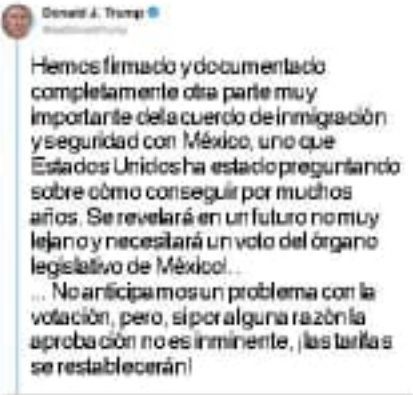 Donald J. Trump
@realDonaldTrump
Hemos firmado y documentado
completamente otra parte muy
importante del acuerdo de inmigración
y seguridad con México, uno que
Estados Unidos ha estado preguntando
sobre cómo conseguir por muchos
años. Se revelará en un futuro no muy
lejano y necesitará un voto del órgano
legislativo de México!. .
... No anticipamos un problema con la
votación, pero, si por alguna razón la
aprobación no es inminente, ¡las tarifas
se restablecerán!